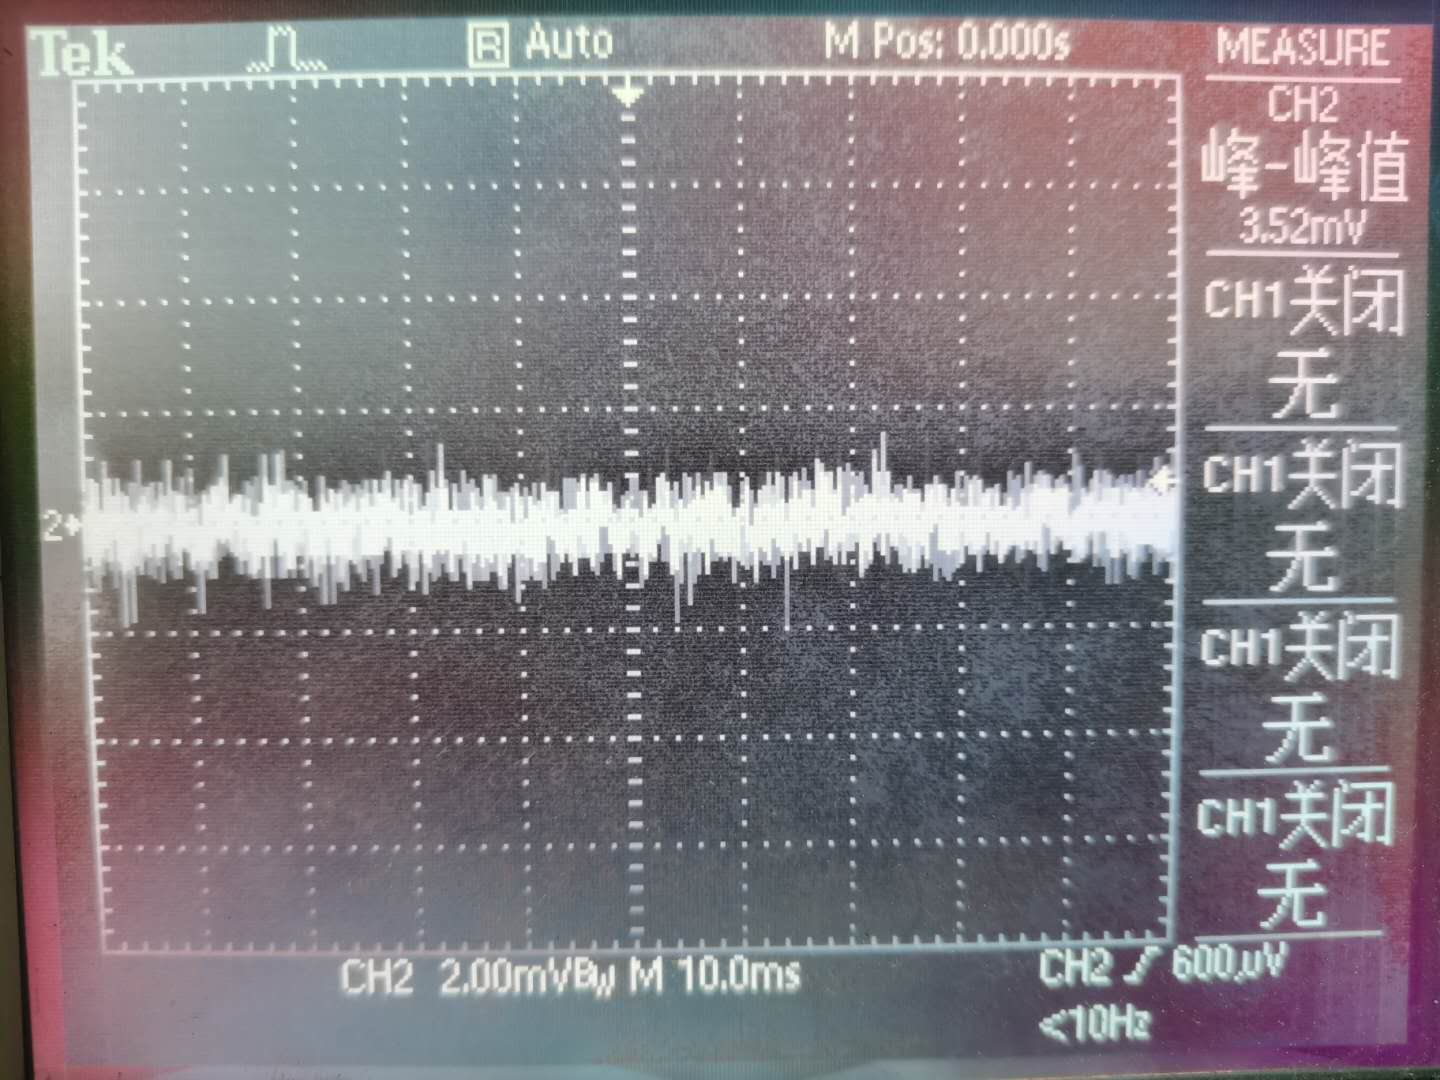 Tek R Auto M Pos: 0.000s MEASURE
CH2
峰-峰值
3.52mV
CH1关闭
无
CH1关闭
无
2
CH1关闭
无
CH1关闭
无
CH2 2.00mVBW M 10.0ms CH2 600µV
<10Hz